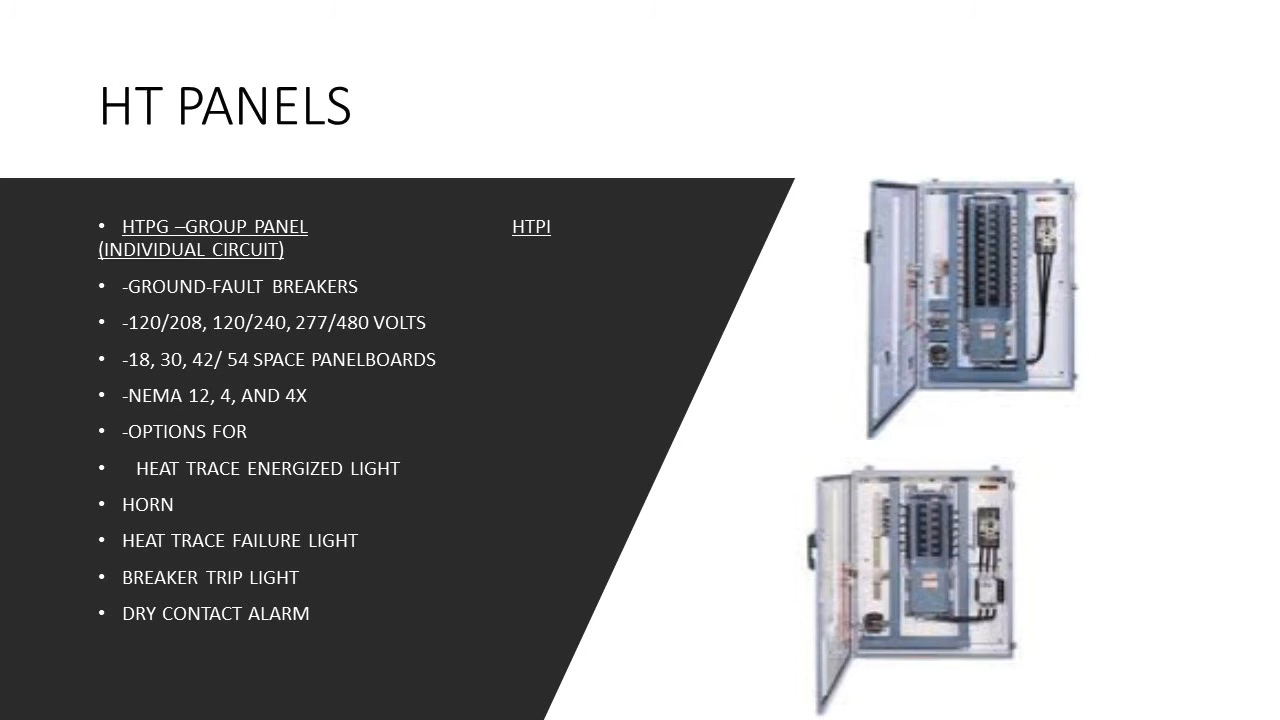 HT PANELS
• HTPG –GROUP PANEL HTPI
(INDIVIDUAL CIRCUIT)
• -GROUND-FAULT BREAKERS
• -120/208, 120/240, 277/480 VOLTS
• -18, 30, 42/ 54 SPACE PANELBOARDS
• -NEMA 12, 4, AND 4X
• -OPTIONS FOR
• HEAT TRACE ENERGIZED LIGHT
• HORN
• HEAT TRACE FAILURE LIGHT
• BREAKER TRIP LIGHT
• DRY CONTACT ALARM